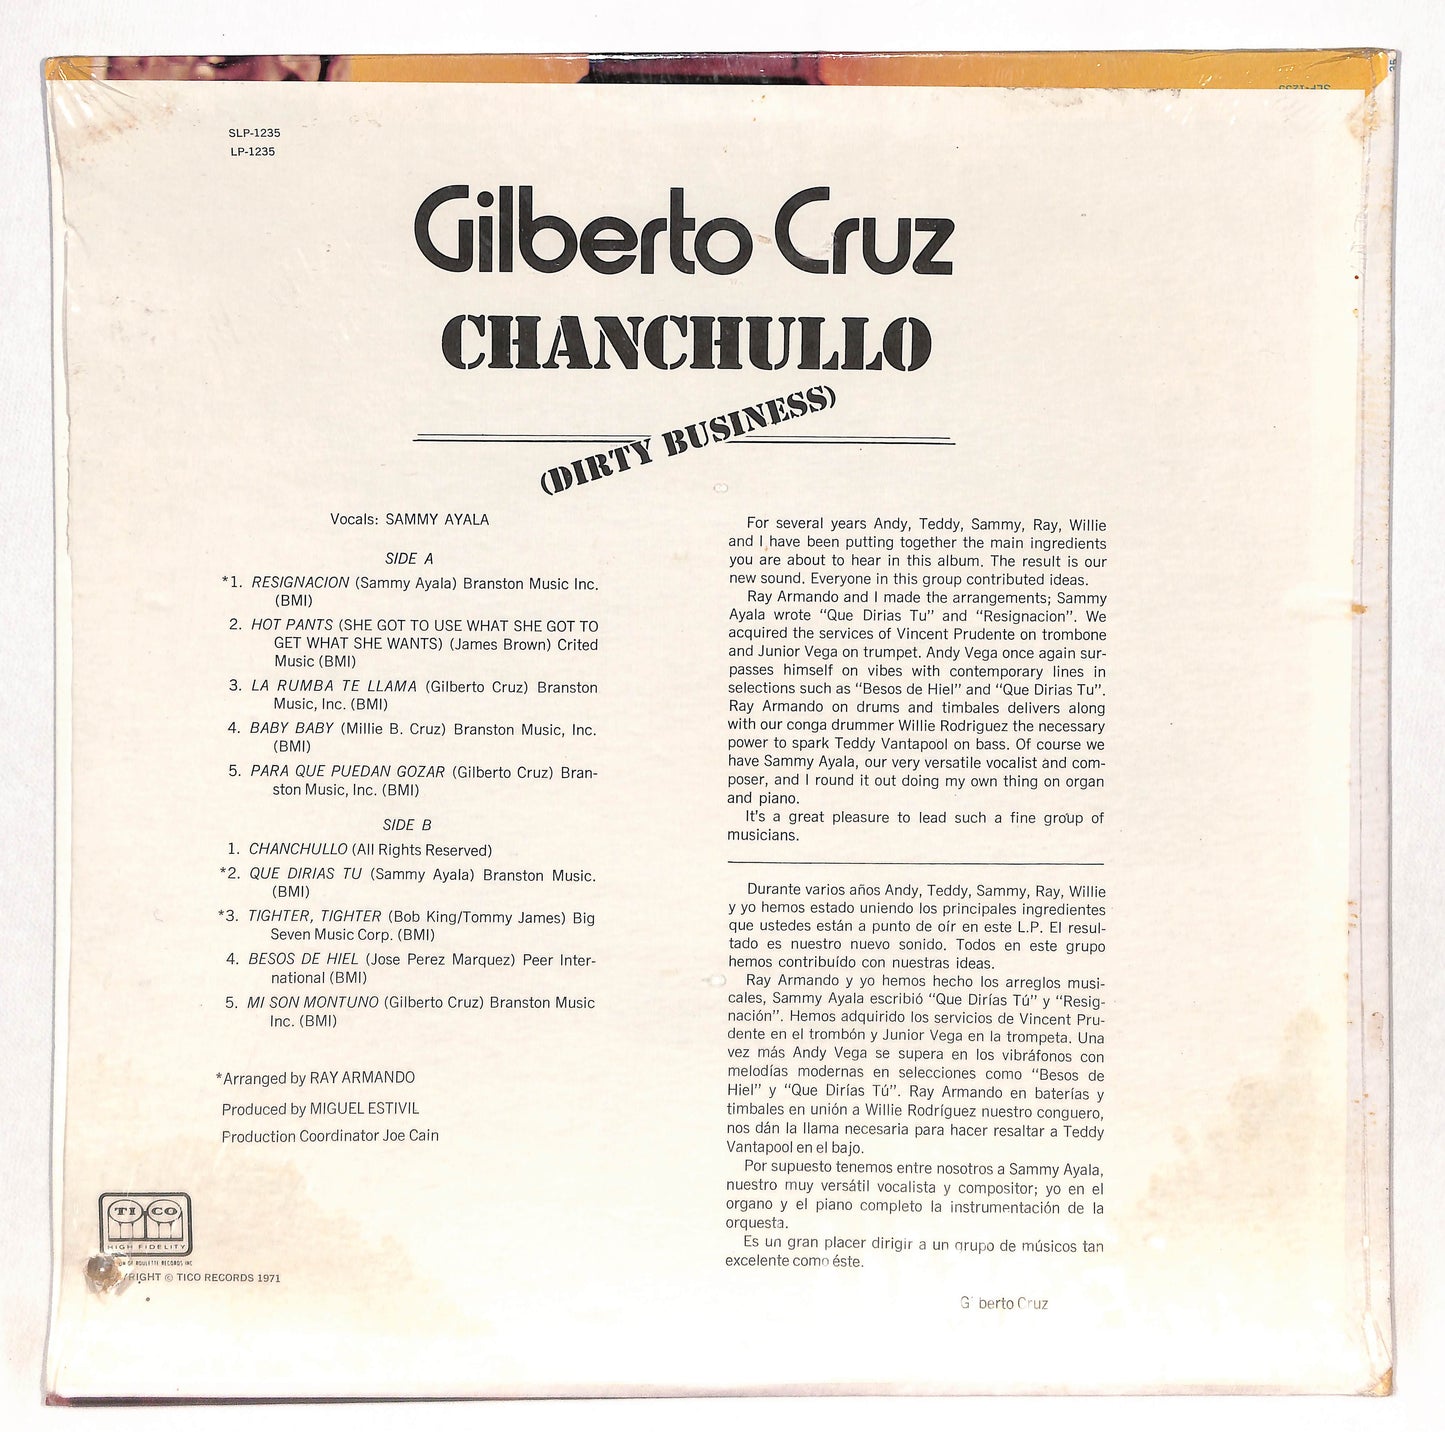 SLP-1235
SLP-1235
LP-1235
Gilberto Cruz
CHANCHULLO
(DIRTY BUSINESS)
Vocals: SAMMY AYALA
SIDE A
*1. RESIGNACION (Sammy Ayala) Branston Music Inc.
(BMI)
2. HOT PANTS (SHE GOT TO USE WHAT SHE GOT TO
GET WHAT SHE WANTS) (James Brown) Crited
Music (BMI)
3. LA RUMBA TE LLAMA (Gilberto Cruz) Branston
Music, Inc. (BMI)
4. BABY BABY (Millie B. Cruz) Branston Music, Inc.
(BMI)
5. PARA QUE PUEDAN GOZAR (Gilberto Cruz) Bran-
ston Music, Inc. (BMI)
SIDE B
1. CHANCHULLO (All Rights Reserved)
*2. QUE DIRIAS TU (Sammy Ayala) Branston Music.
(BMI)
*3. TIGHTER, TIGHTER (Bob King/Tommy James) Big
Seven Music Corp. (BMI)
4. BESOS DE HIEL (Jose Perez Marquez) Peer Inter-
national (BMI)
5. MI SON MONTUNO (Gilberto Cruz) Branston Music
Inc. (BMI)
*Arranged by RAY ARMANDO
Produced by MIGUEL ESTIVIL
Production Coordinator Joe Cain
TICO
HIGH FIDELITY
OF ROULETTE RECORDS INC
© TICO RECORDS 1971
For several years Andy, Teddy, Sammy, Ray, Willie
and I have been putting together the main ingredients
you are about to hear in this album. The result is our
new sound. Everyone in this group contributed ideas.
Ray Armando and I made the arrangements; Sammy
Ayala wrote “Que Dirias Tu” and “Resignacion”. We
acquired the services of Vincent Prudente on trombone
and Junior Vega on trumpet. Andy Vega once again sur-
passes himself on vibes with contemporary lines in
selections such as “Besos de Hiel” and “Que Dirias Tu”.
Ray Armando on drums and timbales delivers along
with our conga drummer Willie Rodriguez the necessary
power to spark Teddy Vantapool on bass. Of course we
have Sammy Ayala, our very versatile vocalist and com-
poser, and I round it out doing my own thing on organ
and piano.
It's a great pleasure to lead such a fine group of
musicians.
Durante varios años Andy, Teddy, Sammy, Ray, Willie
y yo hemos estado uniendo los principales ingredientes
que ustedes están a punto de oír en este L.P. El resul-
tado es nuestro nuevo sonido. Todos en este grupo
hemos contribuído con nuestras ideas.
Ray Armando y yo hemos hecho los arreglos musi-
cales, Sammy Ayala escribió “Que Dirías Tú” y “Resig-
nación”. Hemos adquirido los servicios de Vincent Pru-
dente en el trombón y Junior Vega en la trompeta. Una
vez más Andy Vega se supera en los vibráfonos con
melodías modernas en selecciones como “Besos de
Hiel” y “Que Dirías Tú”. Ray Armando en baterías y
timbales en unión a Willie Rodríguez nuestro conguero,
nos dán la llama necesaria para hacer resaltar a Teddy
Vantapool en el bajo.
Por supuesto tenemos entre nosotros a Sammy Ayala,
nuestro muy versátil vocalista y compositor; yo en el
organo y el piano completo la instrumentación de la
orquesta.
Es un gran placer dirigir a un grupo de músicos tan
excelente como éste.
Gilberto Cruz